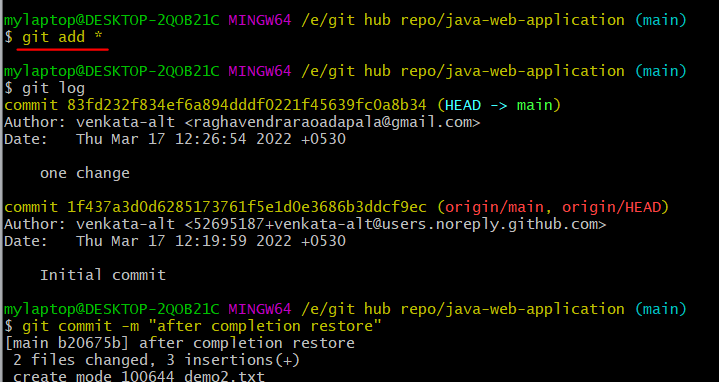 mylaptop@DESKTOP-2QOB21C MINGW64 /e/git hub repo/java-web-application (main)
$ git add *
mylaptop@DESKTOP-2QOB21C MINGW64 /e/git hub repo/java-web-application (main)
$ git log
commit 83fd232f834ef6a894dddf0221f45639fc0a8b34 (HEAD -> main)
Author: venkata-alt <raghavendraraoadapala@gmail.com>
Date:   Thu Mar 17 12:26:54 2022 +0530
    one change
commit 1f437a3d0d6285173761f5e1d0e3686b3ddcf9ec (origin/main, origin/HEAD)
Author: venkata-alt <52695187+venkata-alt@users.noreply.github.com>
Date:   Thu Mar 17 12:19:59 2022 +0530
    Initial commit
mylaptop@DESKTOP-2QOB21C MINGW64 /e/git hub repo/java-web-application (main)
$ git commit -m "after completion restore"
[main b20675b] after completion restore
 2 files changed, 3 insertions(+)
 create mode 100644 demo2.txt